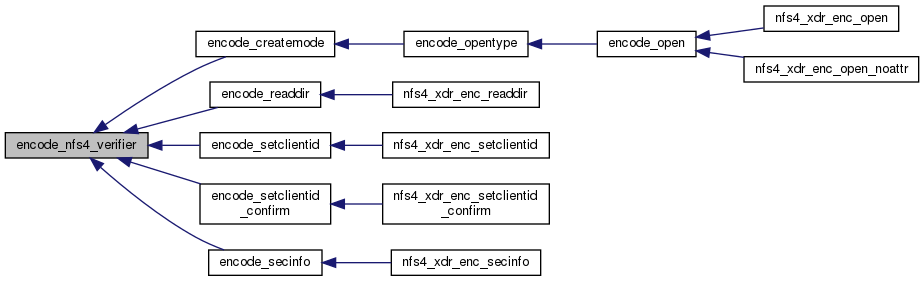 nfs4_xdr_enc_open
encode_createmode
encode_opentype
encode_open
nfs4_xdr_enc_open_noattr
encode_readdir
nfs4_xdr_enc_readdir
encode_nfs4_verifier
encode_setclientid
nfs4_xdr_enc_setclientid
encode_setclientid
_confirm
nfs4_xdr_enc_setclientid
_confirm
encode_secinfo
nfs4_xdr_enc_secinfo